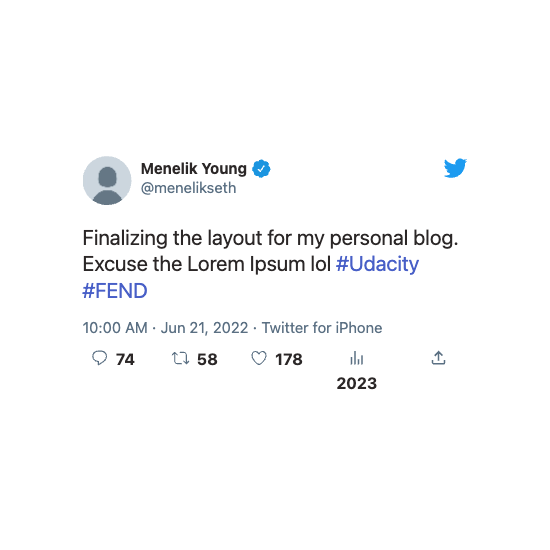 Menelik Young
@menelikseth
Finalizing the layout for my personal blog.
Excuse the Lorem Ipsum lol #Udacity
#FEND
10:00 AM · Jun 21, 2022 · Twitter for iPhone
74 58 178
2023